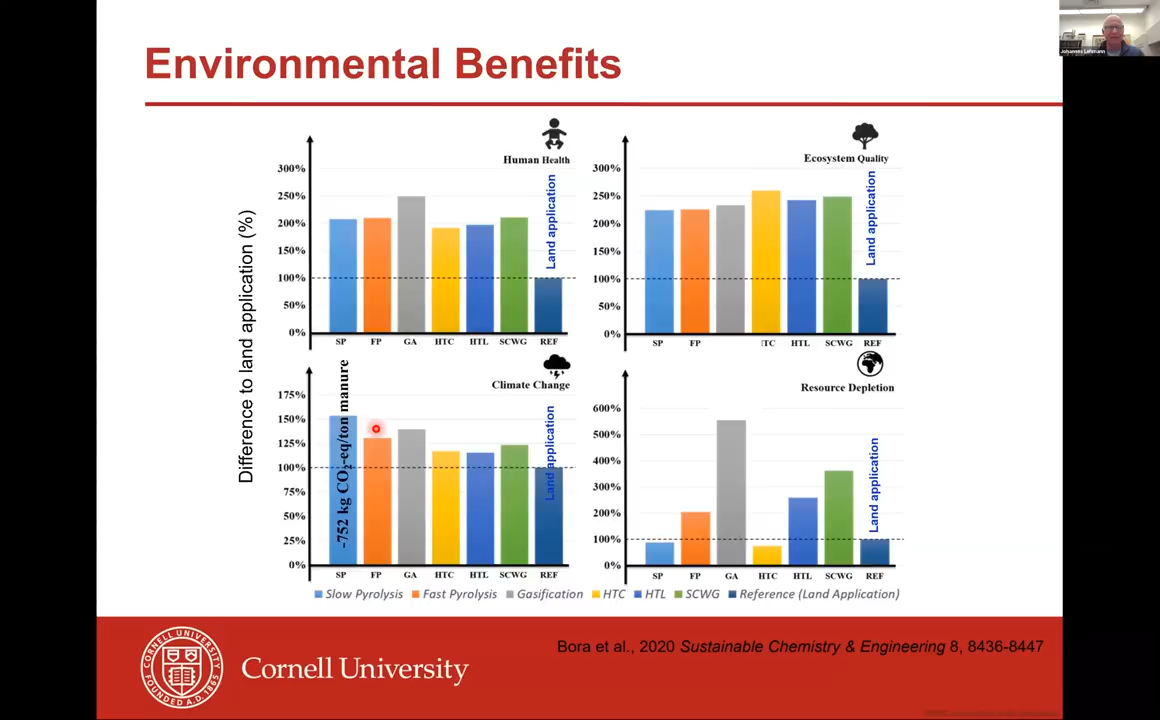 Environmental Benefits
Johannes Lehmann
Difference to land application (%)
Human Health
300%
250%
200%
150%
100%
50%
0%
Land application
SP FP GA HTC HTL SCWG REF
Ecosystem Quality
300%
250%
200%
150%
100%
50%
0%
Land application
SP FP TC HTL SCWG REF
Climate Change
175%
150%
125%
100%
75%
50%
25%
0%
-752 kg CO₂-eq/ton manure
Land application
SP FP GA HTC HTL SCWG REF
Resource Depletion
600%
500%
400%
300%
200%
100%
0%
Land application
SP FP GA HTC HTL SCWG REF
Slow Pyrolysis Fast Pyrolysis Gasification HTC HTL SCWG Reference (Land Application)
Bora et al., 2020 Sustainable Chemistry & Engineering 8, 8436-8447
CORNELL UNIVERSITY
FOUNDED A.D. 1865
Cornell University